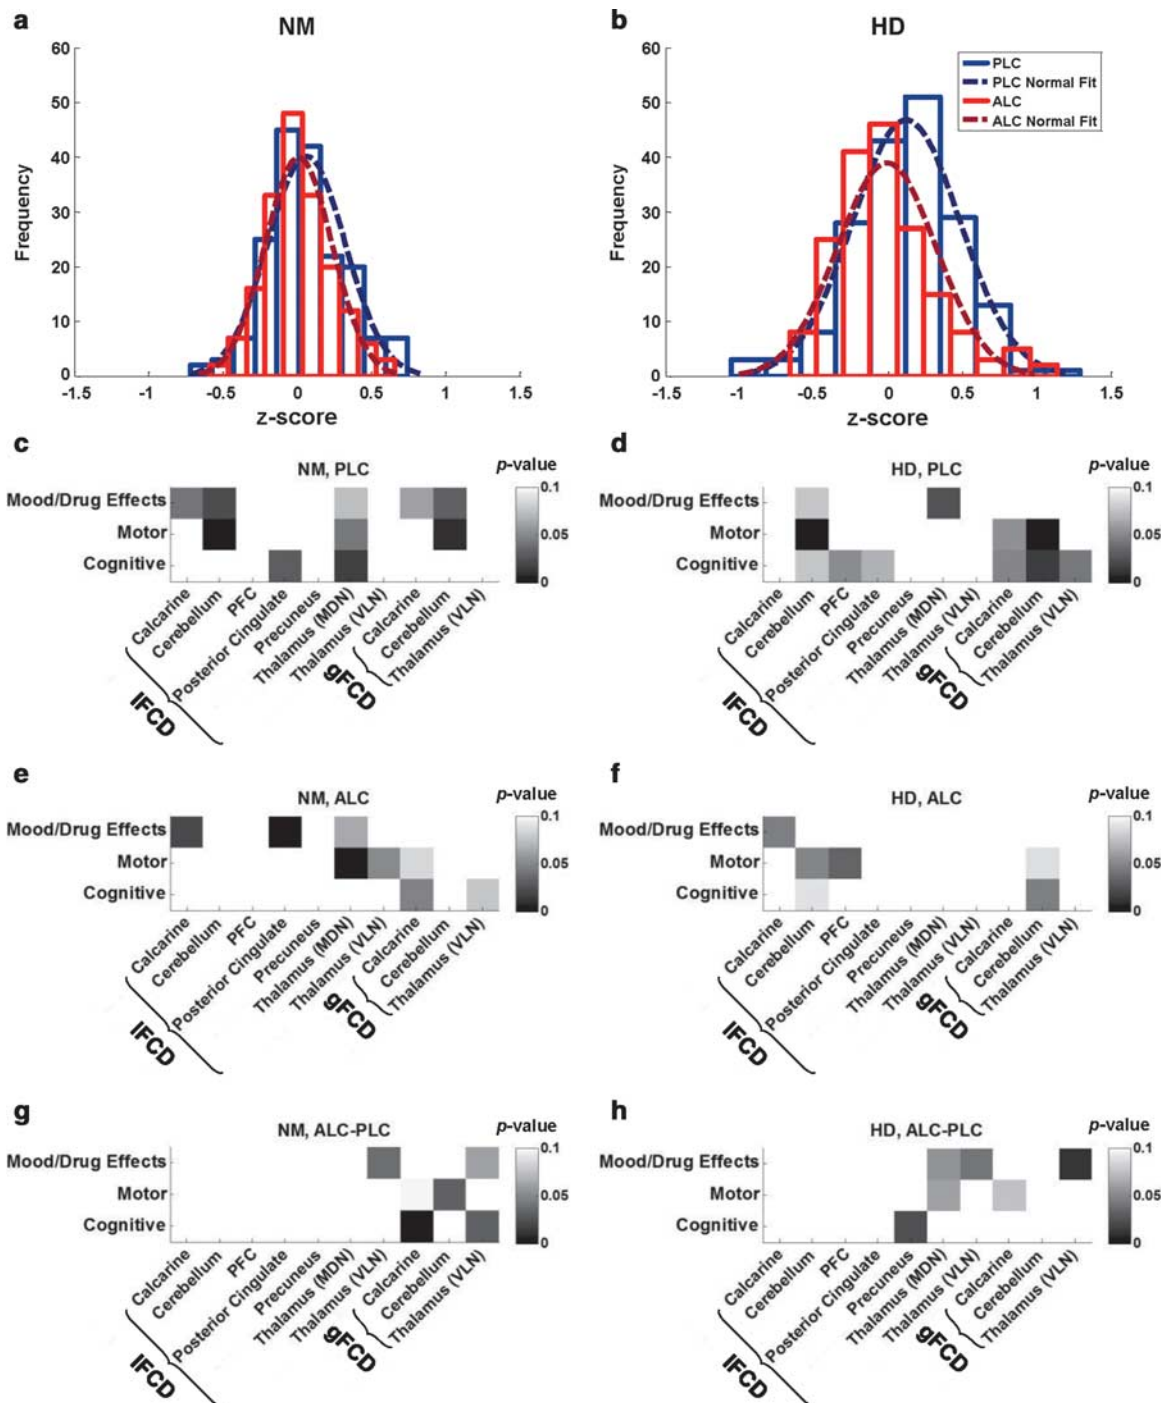 a
NM
60
50
40
30
20
10
0
Frequency
-1.5
-1
-0.5
0
0.5
1
1.5
z-score
b
HD
60
50
40
30
20
10
0
Frequency
-1.5
-1
-0.5
0
0.5
1
1.5
z-score
PLC
PLC Normal Fit
ALC
ALC Normal Fit
c
NM, PLC
p-value
0.1
0.05
0
Mood/Drug Effects
Motor
Cognitive
Calcarine
Cerebellum
PFC
Posterior Cingulate
Precuneus
Thalamus (MDN)
Thalamus (VLN)
Calcarine
Cerebellum
Thalamus (VLN)
lFCD
gFCD
d
HD, PLC
p-value
0.1
0.05
0
Mood/Drug Effects
Motor
Cognitive
Calcarine
Cerebellum
PFC
Posterior Cingulate
Precuneus
Thalamus (MDN)
Thalamus (VLN)
Calcarine
Cerebellum
Thalamus (VLN)
lFCD
gFCD
e
NM, ALC
p-value
0.1
0.05
0
Mood/Drug Effects
Motor
Cognitive
Calcarine
Cerebellum
PFC
Posterior Cingulate
Precuneus
Thalamus (MDN)
Thalamus (VLN)
Calcarine
Cerebellum
Thalamus (VLN)
lFCD
gFCD
f
HD, ALC
p-value
0.1
0.05
0
Mood/Drug Effects
Motor
Cognitive
Calcarine
Cerebellum
PFC
Posterior Cingulate
Precuneus
Thalamus (MDN)
Thalamus (VLN)
Calcarine
Cerebellum
Thalamus (VLN)
lFCD
gFCD
g
NM, ALC-PLC
p-value
0.1
0.05
0
Mood/Drug Effects
Motor
Cognitive
Calcarine
Cerebellum
PFC
Posterior Cingulate
Precuneus
Thalamus (MDN)
Thalamus (VLN)
Calcarine
Cerebellum
Thalamus (VLN)
lFCD
gFCD
h
HD, ALC-PLC
p-value
0.1
0.05
0
Mood/Drug Effects
Motor
Cognitive
Calcarine
Cerebellum
PFC
Posterior Cingulate
Precuneus
Thalamus (MDN)
Thalamus (VLN)
Calcarine
Cerebellum
Thalamus (VLN)
lFCD
gFCD